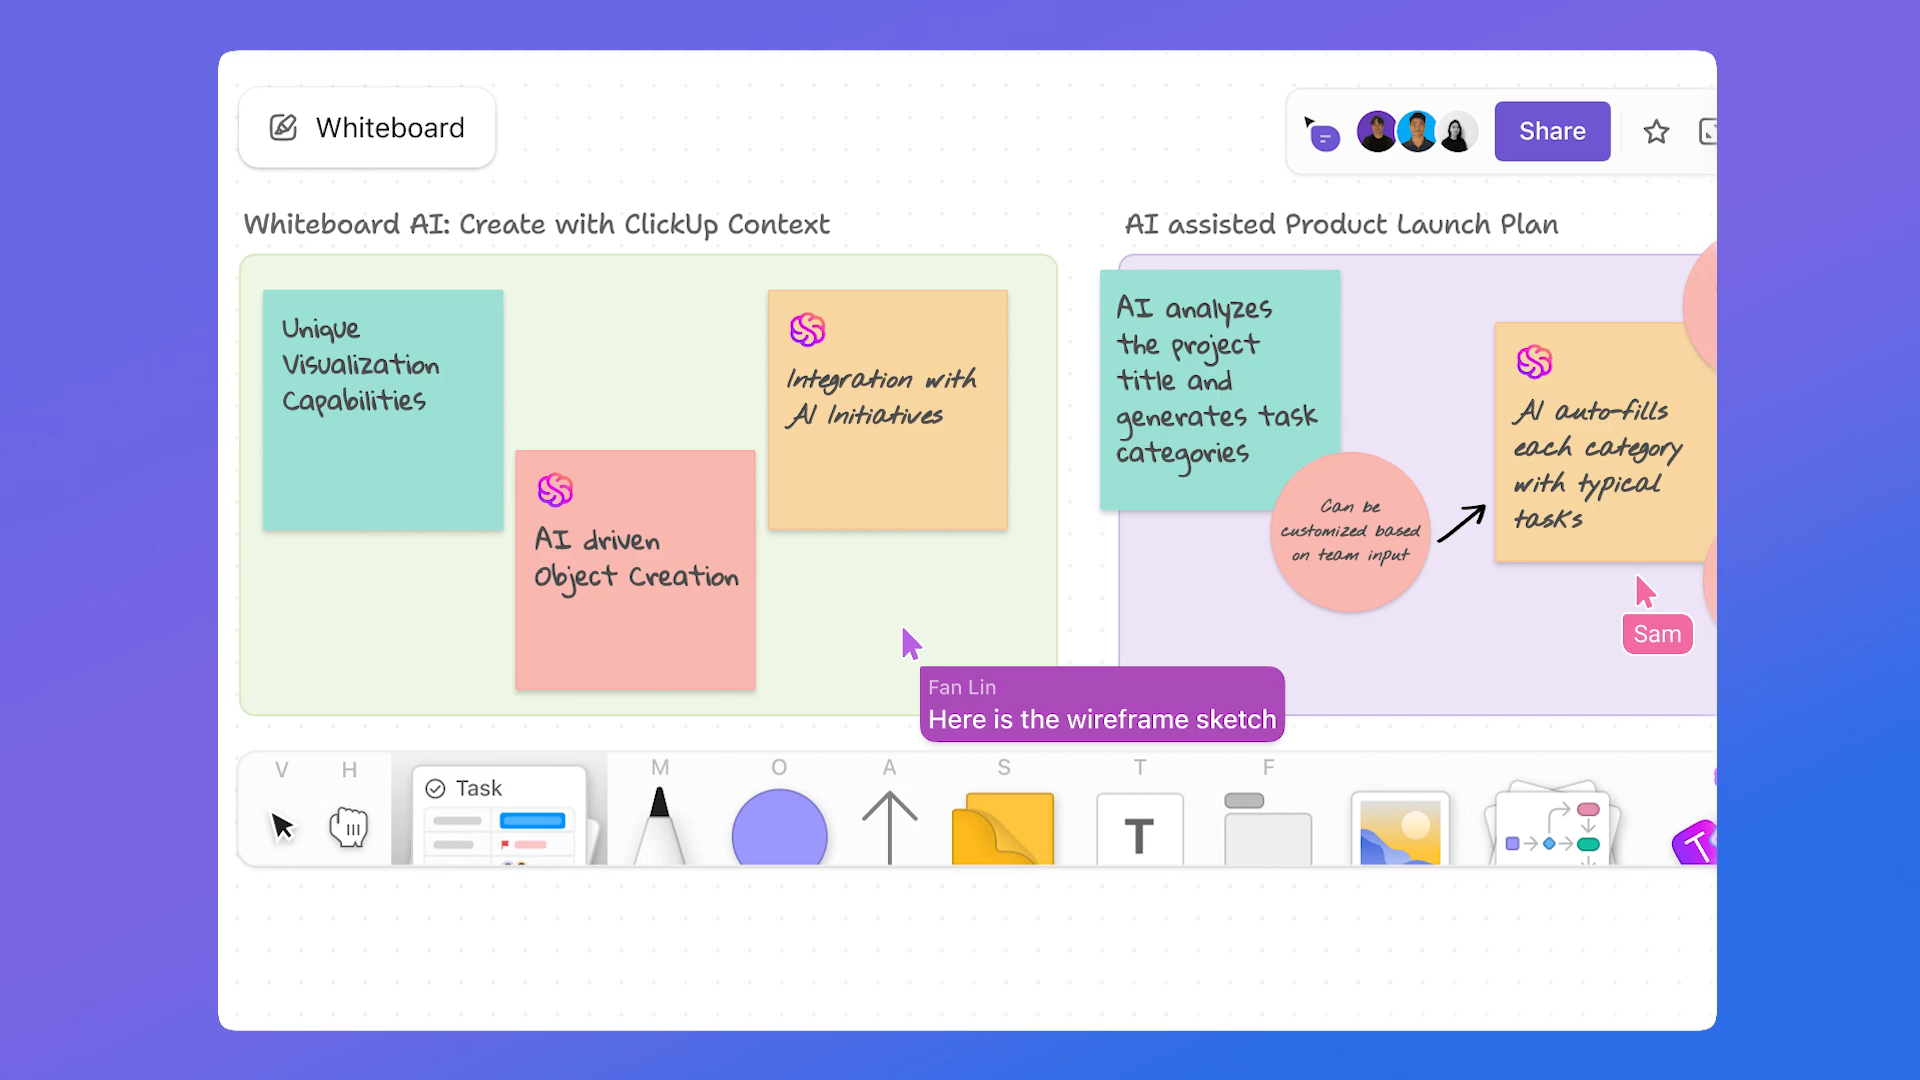 Whiteboard
Share
Whiteboard AI: Create with ClickUp Context
Unique
Visualization
Capabilities
AI driven
Object Creation
Integration with
AI Initiatives
AI assisted Product Launch Plan
AI analyzes
the project
title and
generates task
categories
Can be
customized based
on team input
AI auto-fills
each category
with typical
tasks
Sam
Fan Lin
Here is the wireframe sketch
V
H
Task
M
O
A
S
T
F
T
T